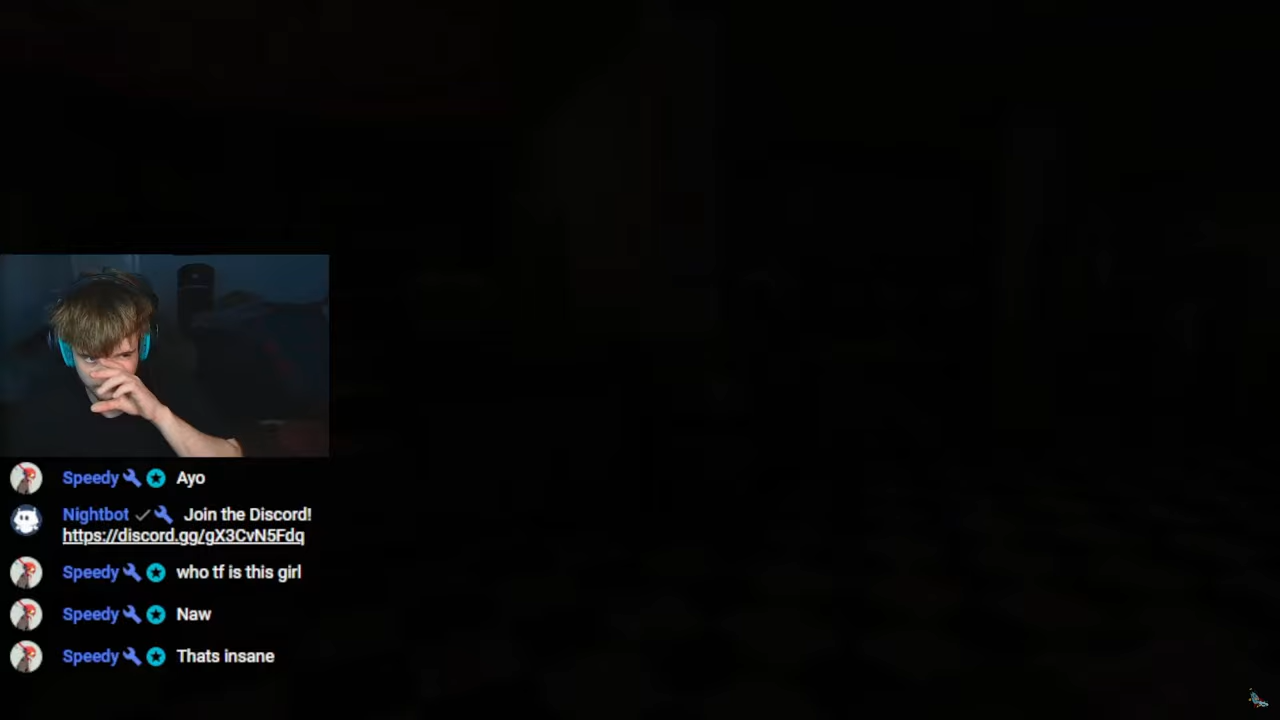 Speedy Ayo
Nightbot Join the Discord!
https://discord.gg/gX3CvN5Fdq
Speedy who tf is this girl
Speedy Naw
Speedy Thats insane